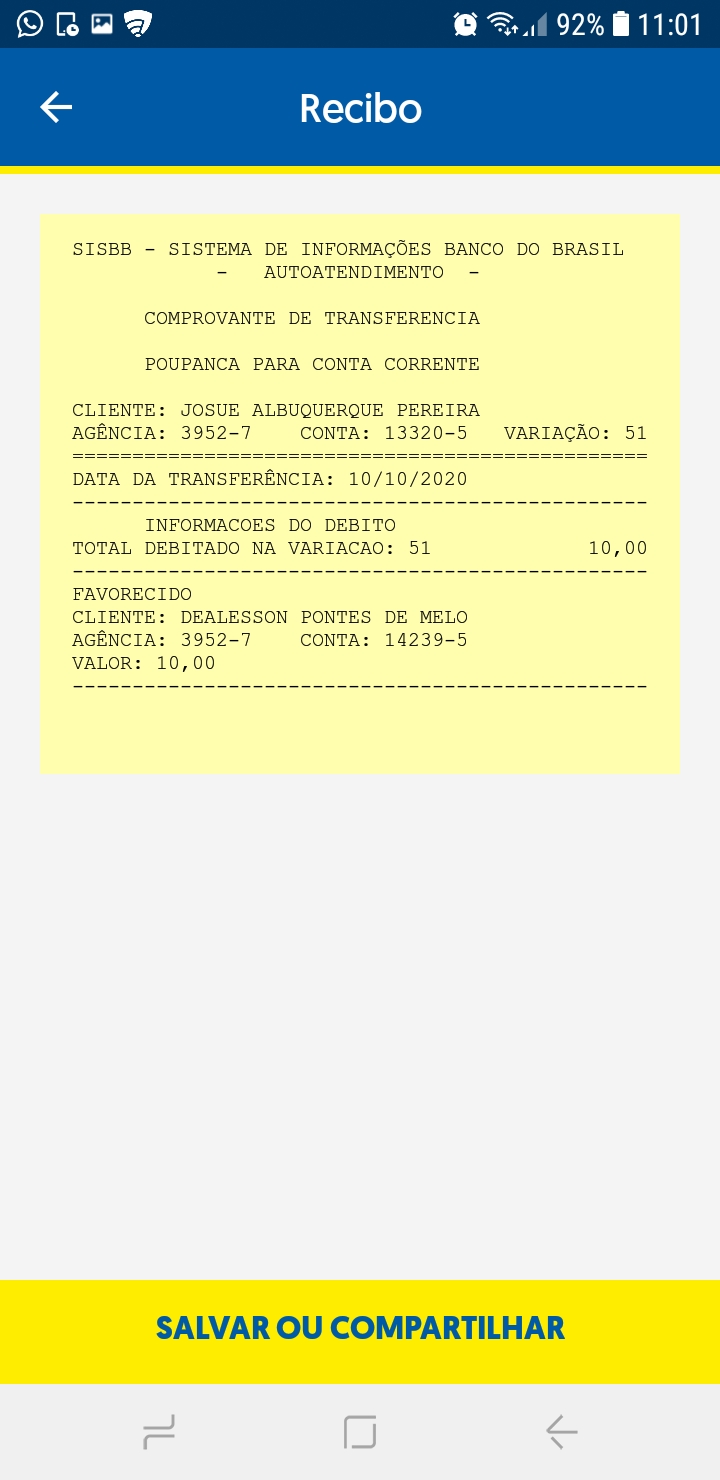 92% 11:01
Recibo
SISBB - SISTEMA DE INFORMAÇÕES BANCO DO BRASIL
- AUTOATENDIMENTO -
COMPROVANTE DE TRANSFERENCIA
POUPANCA PARA CONTA CORRENTE
CLIENTE: JOSUE ALBUQUERQUE PEREIRA
AGÊNCIA: 3952-7 CONTA: 13320-5 VARIAÇÃO: 51
================================================
DATA DA TRANSFERÊNCIA: 10/10/2020
------------------------------------------------
INFORMACOES DO DEBITO
TOTAL DEBITADO NA VARIACAO: 51 10,00
------------------------------------------------
FAVORECIDO
CLIENTE: DEALESSON PONTES DE MELO
AGÊNCIA: 3952-7 CONTA: 14239-5
VALOR: 10,00
------------------------------------------------
SALVAR OU COMPARTILHAR